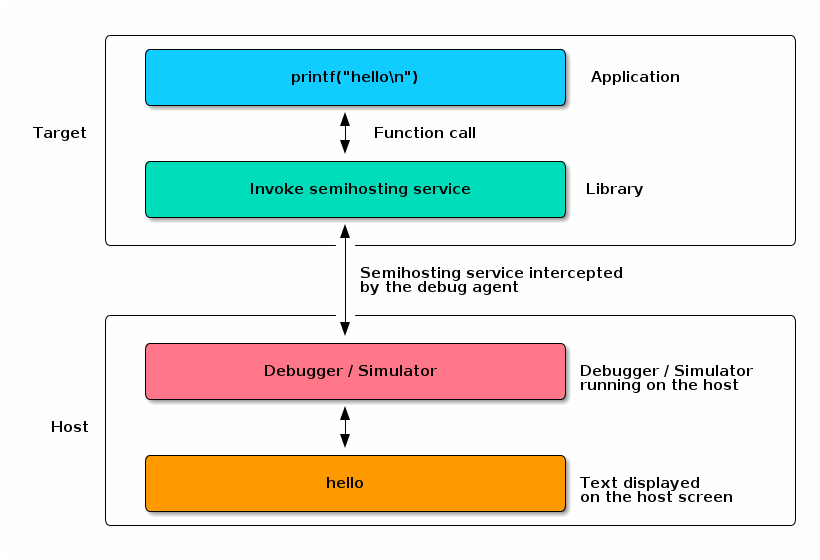 printf("hello\n")
Application
Target
Function call
Invoke semihosting service
Library
Semihosting service intercepted
by the debug agent
Debugger / Simulator
Debugger / Simulator
running on the host
Host
hello
Text displayed
on the host screen